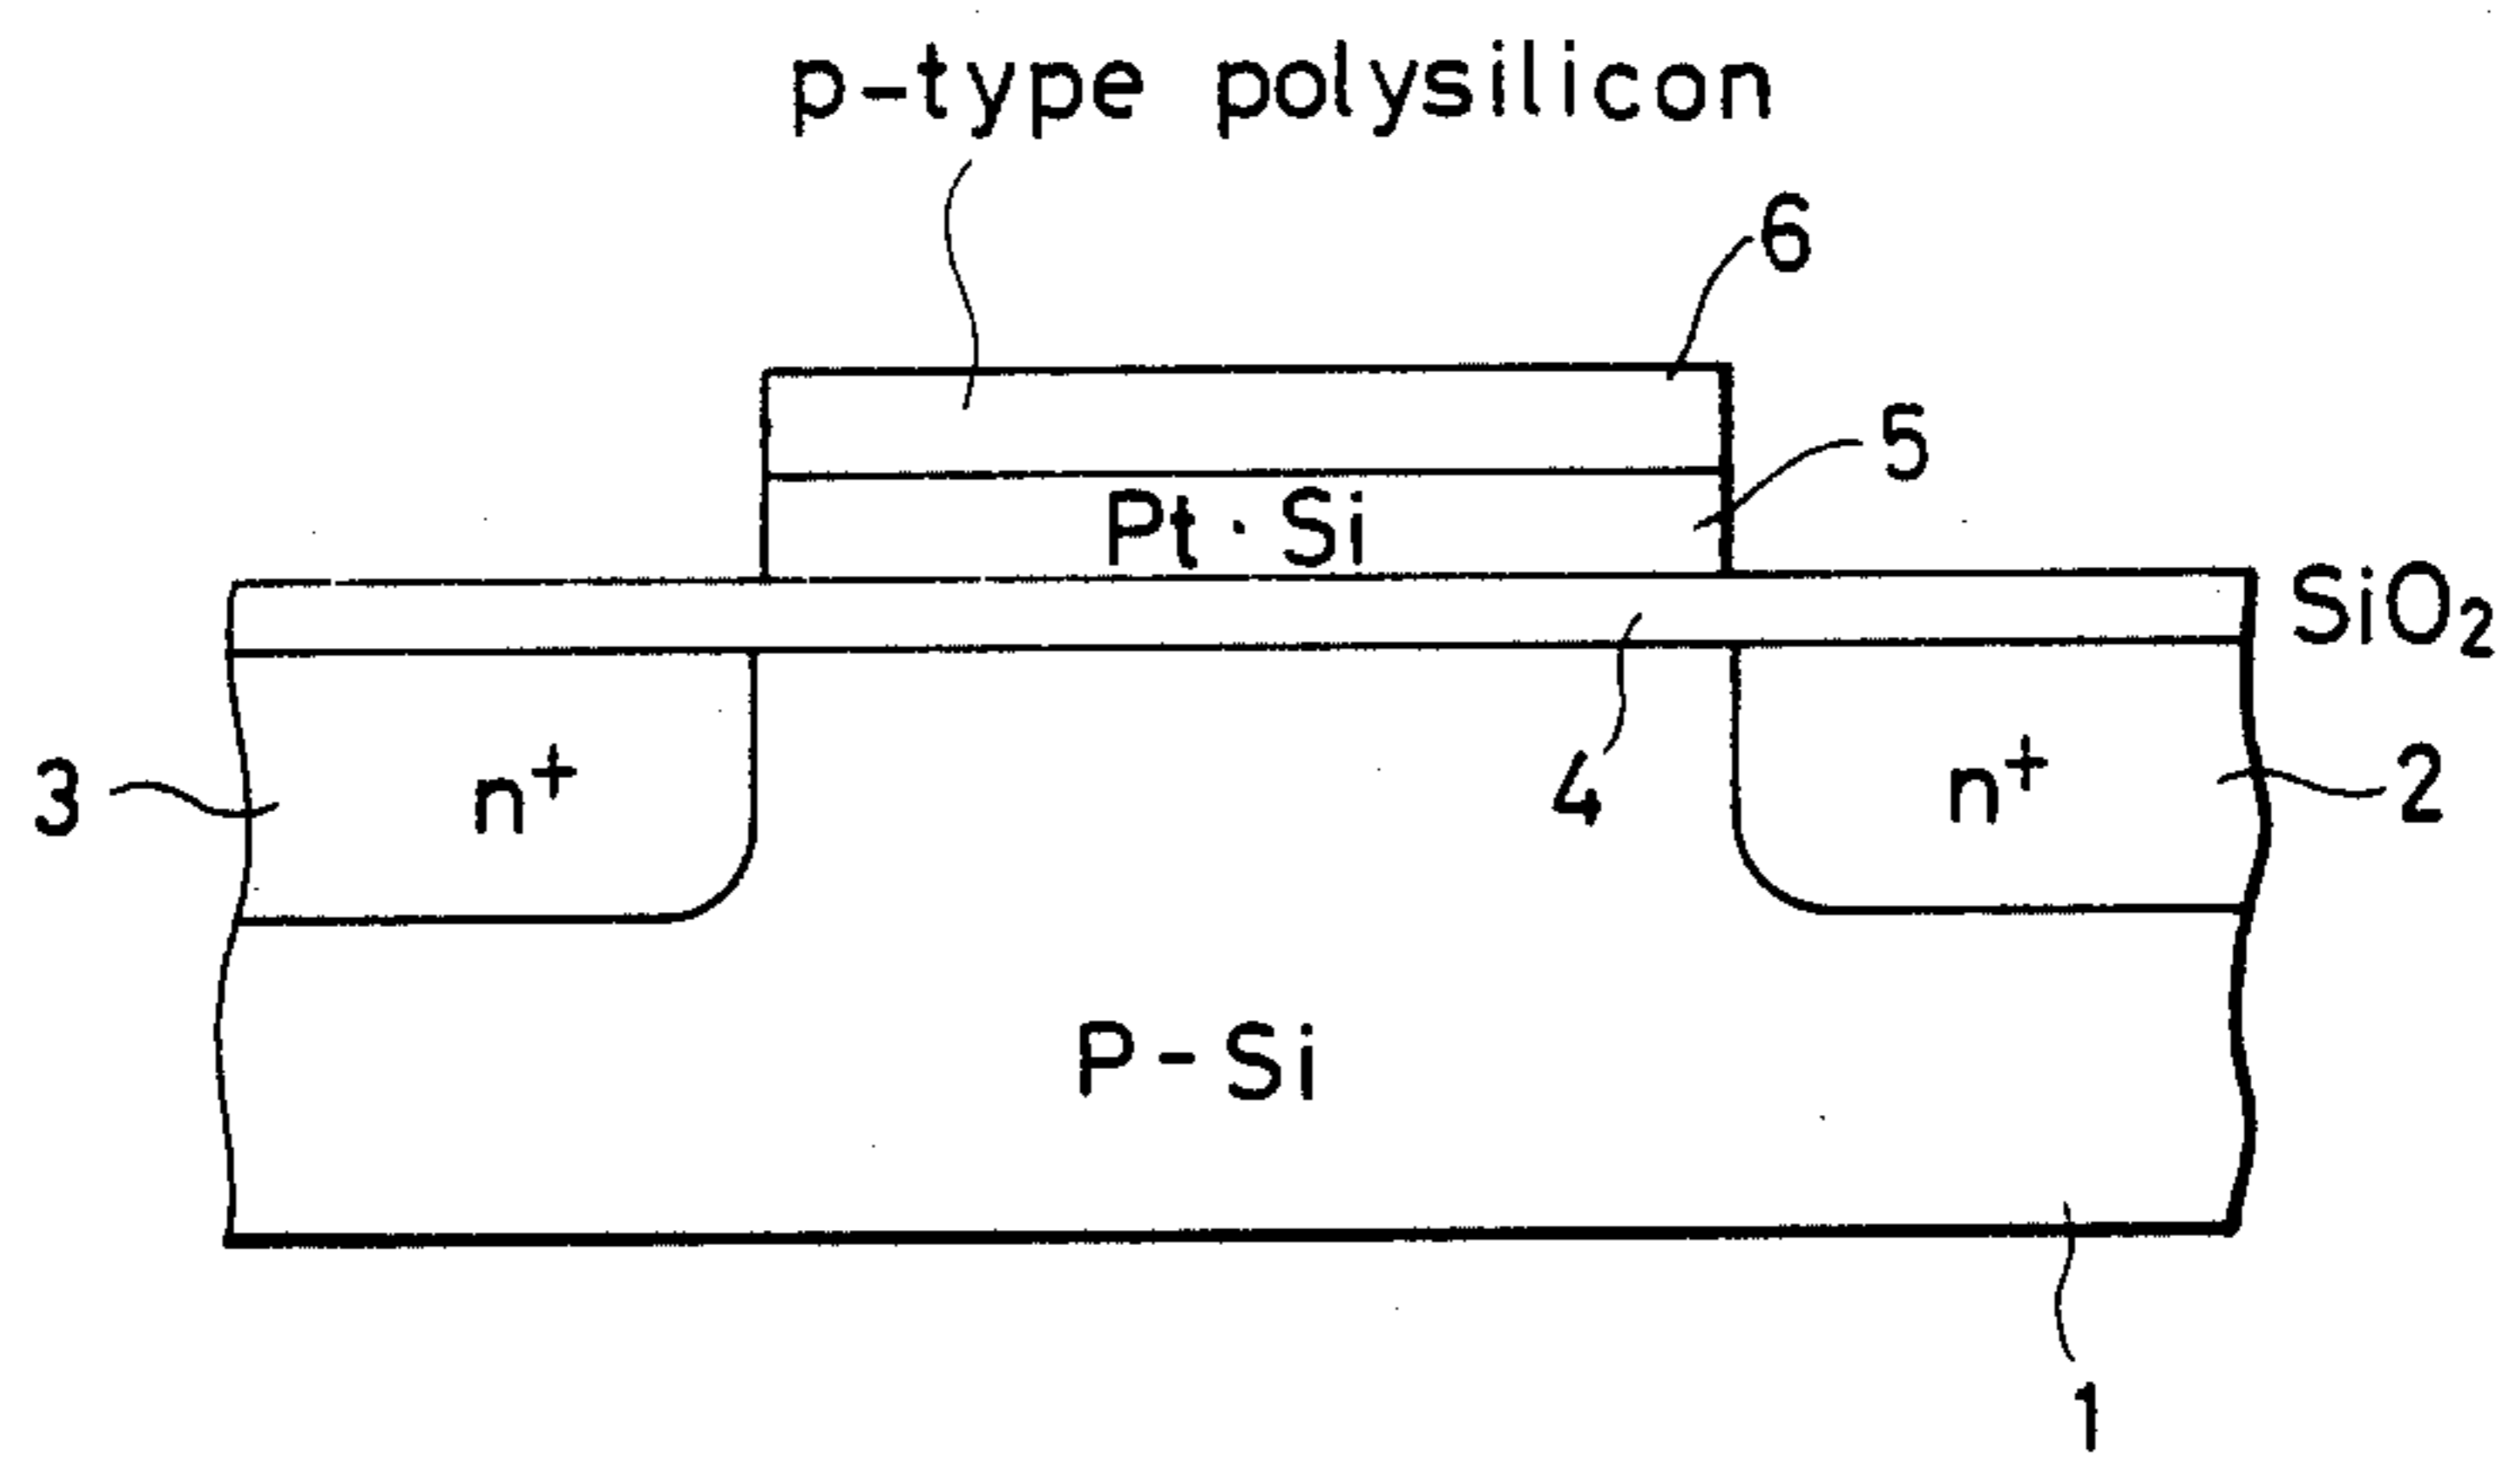 p-type polysilicon
6
5
Pt·Si
SiO₂
3
n⁺
4
n⁺
2
P-Si
1